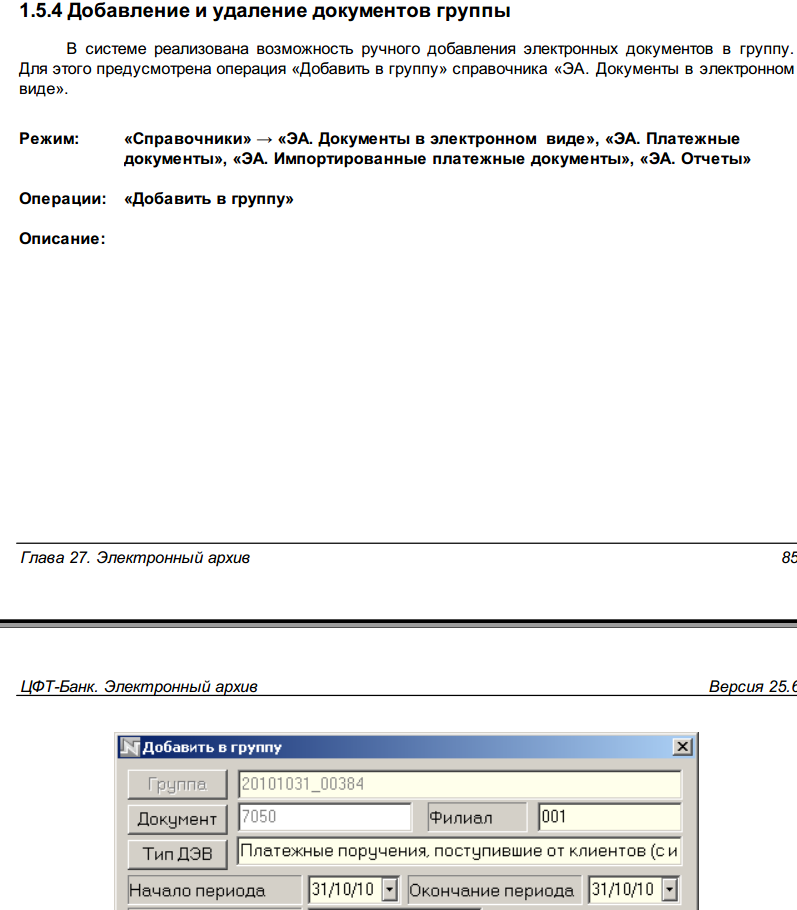 1.5.4 Добавление и удаление документов группы
В системе реализована возможность ручного добавления электронных документов в группу.
Для этого предусмотрена операция «Добавить в группу» справочника «ЭА. Документы в электронном
виде».
Режим: «Справочники» → «ЭА. Документы в электронном виде», «ЭА. Платежные
документы», «ЭА. Импортированные платежные документы», «ЭА. Отчеты»
Операции: «Добавить в группу»
Описание:
Глава 27. Электронный архив 85
ЦФТ-Банк. Электронный архив Версия 25.6
Добавить в группу
Группа 20101031_00384
Документ 7050 Филиал 001
Тип ДЭВ Платежные поручения, поступившие от клиентов (с и
Начало периода 31/10/10 Окончание периода 31/10/10